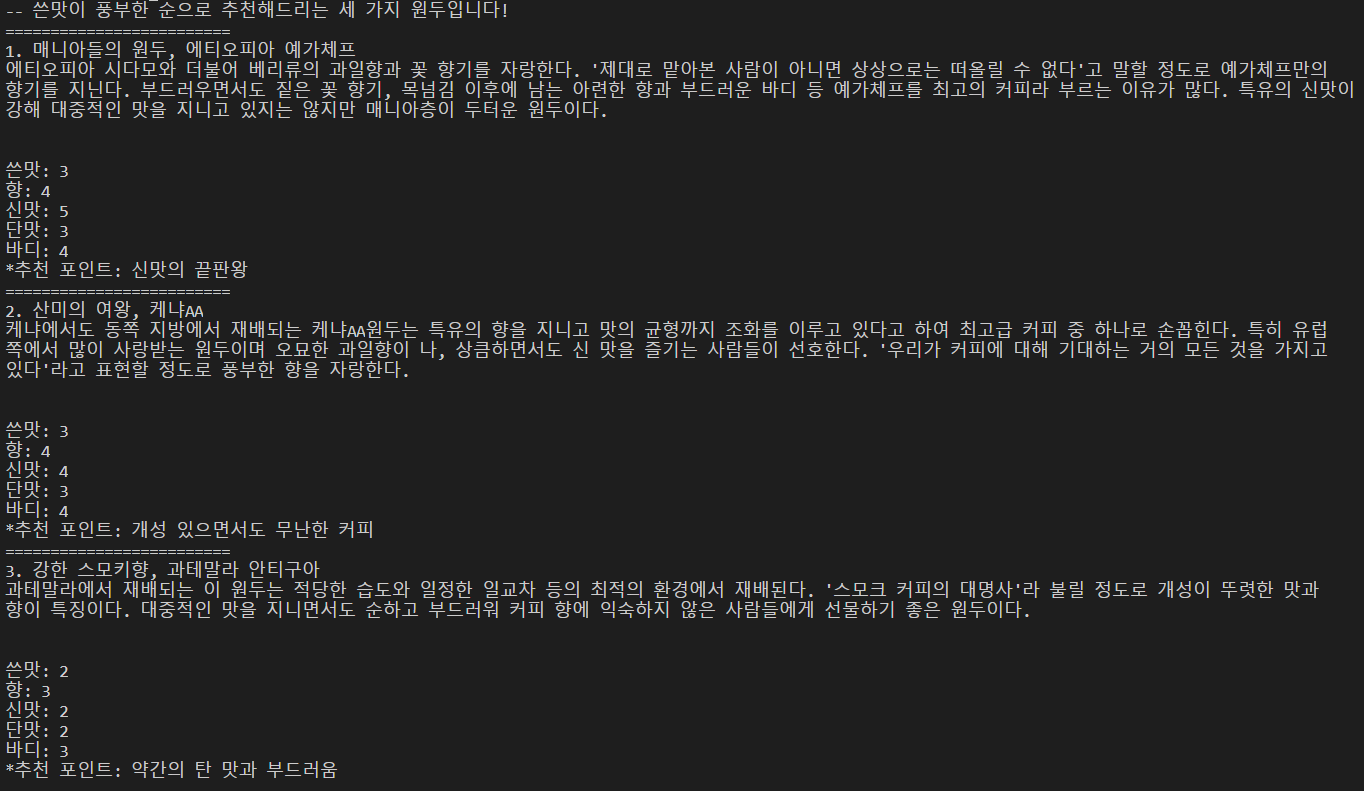 -- 쓴맛이 풍부한 순으로 추천해드리는 세 가지 원두입니다!
=========================
1. 매니아들의 원두, 에티오피아 예가체프
에티오피아 시다모와 더불어 베리류의 과일향과 꽃 향기를 자랑한다. '제대로 맡아본 사람이 아니면 상상으로는 떠올릴 수 없다'고 말할 정도로 예가체프만의
향기를 지닌다. 부드러우면서도 짙은 꽃 향기, 목넘김 이후에 남는 아련한 향과 부드러운 바디 등 예가체프를 최고의 커피라 부르는 이유가 많다. 특유의 신맛이
강해 대중적인 맛을 지니고 있지는 않지만 매니아층이 두터운 원두이다.
쓴맛: 3
향: 4
신맛: 5
단맛: 3
바디: 4
*추천 포인트: 신맛의 끝판왕
=========================
2. 산미의 여왕, 케냐AA
케냐에서도 동쪽 지방에서 재배되는 케냐AA원두는 특유의 향을 지니고 맛의 균형까지 조화를 이루고 있다고 하여 최고급 커피 중 하나로 손꼽힌다. 특히 유럽
쪽에서 많이 사랑받는 원두이며 오묘한 과일향이 나, 상큼하면서도 신 맛을 즐기는 사람들이 선호한다. '우리가 커피에 대해 기대하는 거의 모든 것을 가지고
있다'라고 표현할 정도로 풍부한 향을 자랑한다.
쓴맛: 3
향: 4
신맛: 4
단맛: 3
바디: 4
*추천 포인트: 개성 있으면서도 무난한 커피
=========================
3. 강한 스모키향, 과테말라 안티구아
과테말라에서 재배되는 이 원두는 적당한 습도와 일정한 일교차 등의 최적의 환경에서 재배된다. '스모크 커피의 대명사'라 불릴 정도로 개성이 뚜렷한 맛과
향이 특징이다. 대중적인 맛을 지니면서도 순하고 부드러워 커피 향에 익숙하지 않은 사람들에게 선물하기 좋은 원두이다.
쓴맛: 2
향: 3
신맛: 2
단맛: 2
바디: 3
*추천 포인트: 약간의 탄 맛과 부드러움